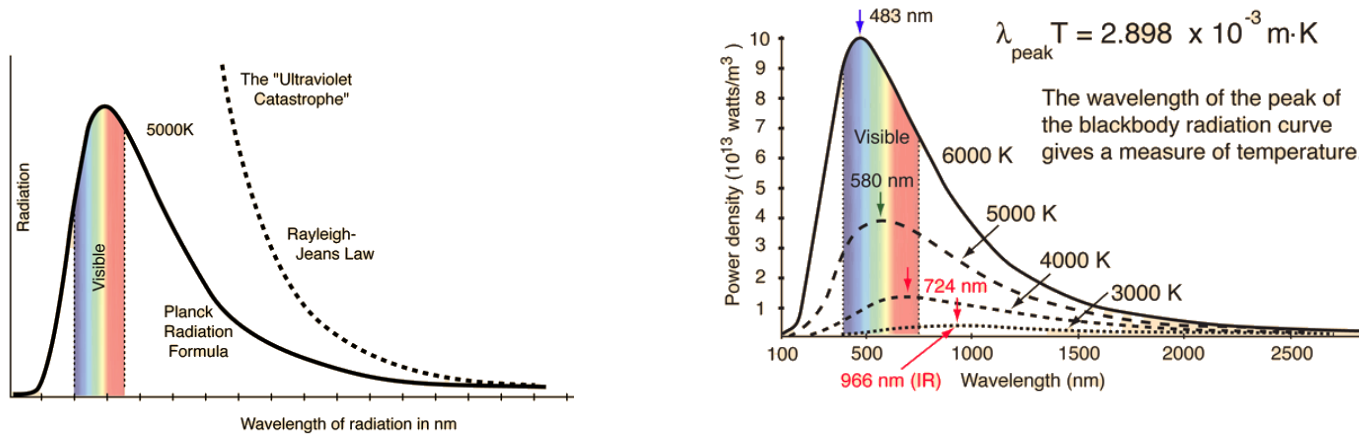 The "Ultraviolet
Catastrophe"
5000K
Radiation
Rayleigh-
Jeans Law
Visible
Planck
Radiation
Formula
Wavelength of radiation in nm
483 nm
λpeak T = 2.898 x 10-3 m·K
The wavelength of the peak of
the blackbody radiation curve
gives a measure of temperature
Power density (1013 watts/m3)
10
9
8
7
6
5
4
3
2
1
Visible
6000 K
580 nm
5000 K
4000 K
724 nm
3000 K
100
500
1000
1500
2000
2500
966 nm (IR)
Wavelength (nm)